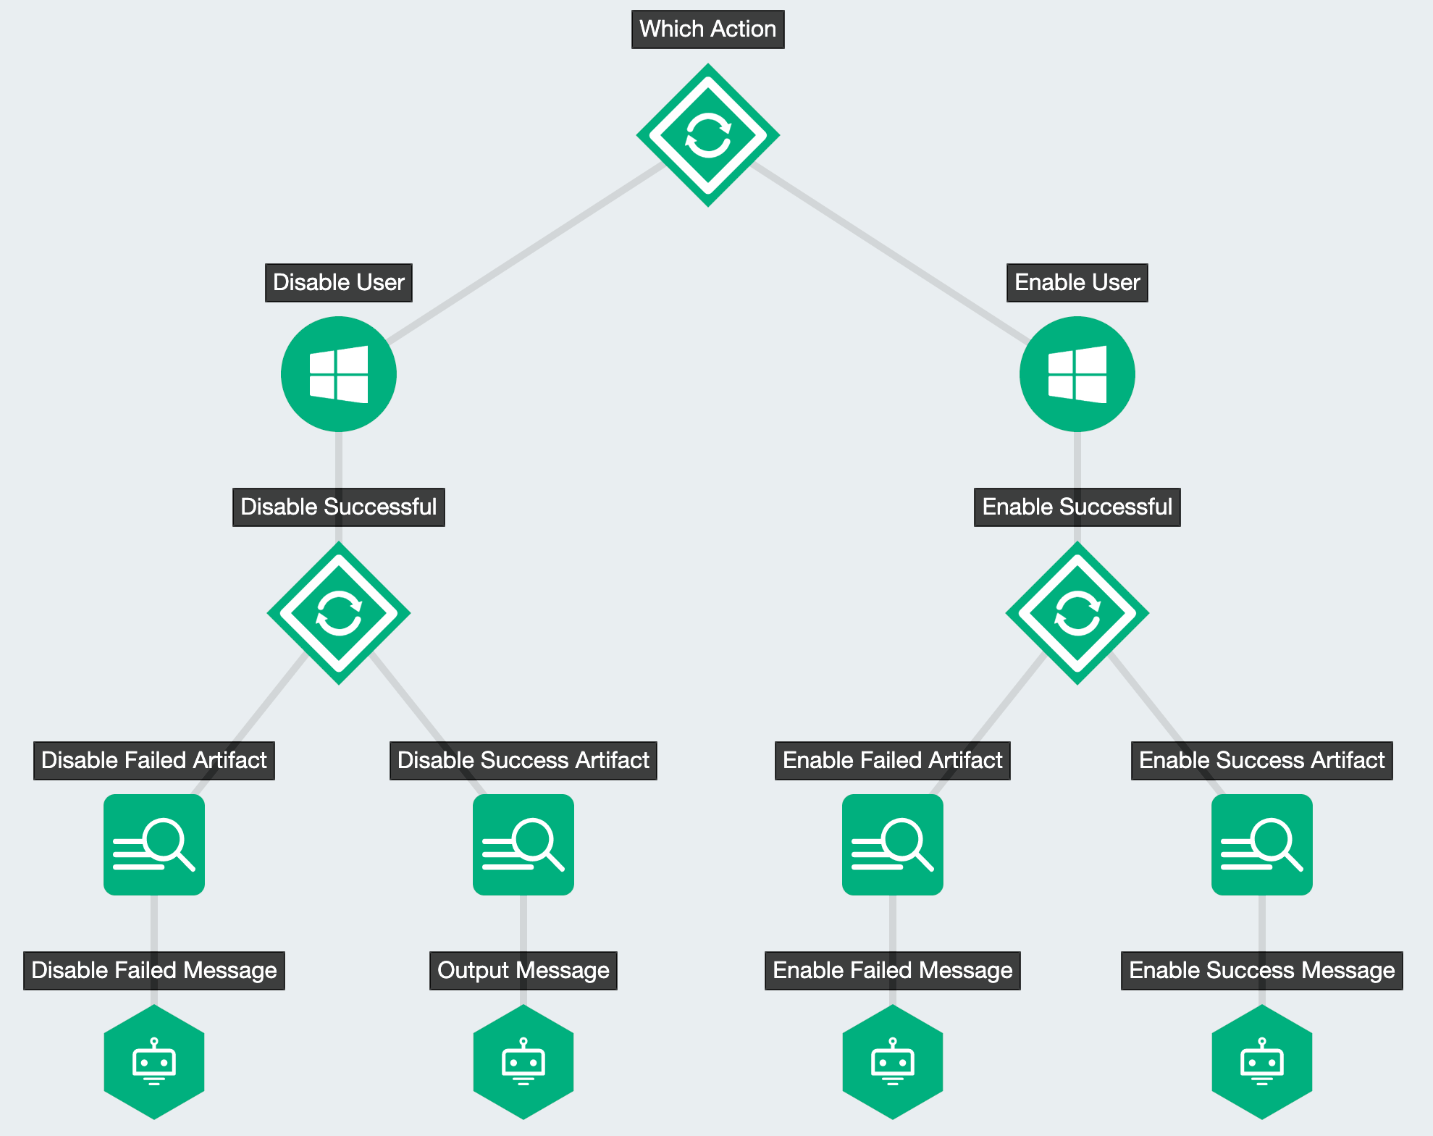 Which Action
Disable User
Enable User
Disable Successful
Enable Successful
Disable Failed Artifact
Disable Success Artifact
Enable Failed Artifact
Enable Success Artifact
Disable Failed Message
Output Message
Enable Failed Message
Enable Success Message